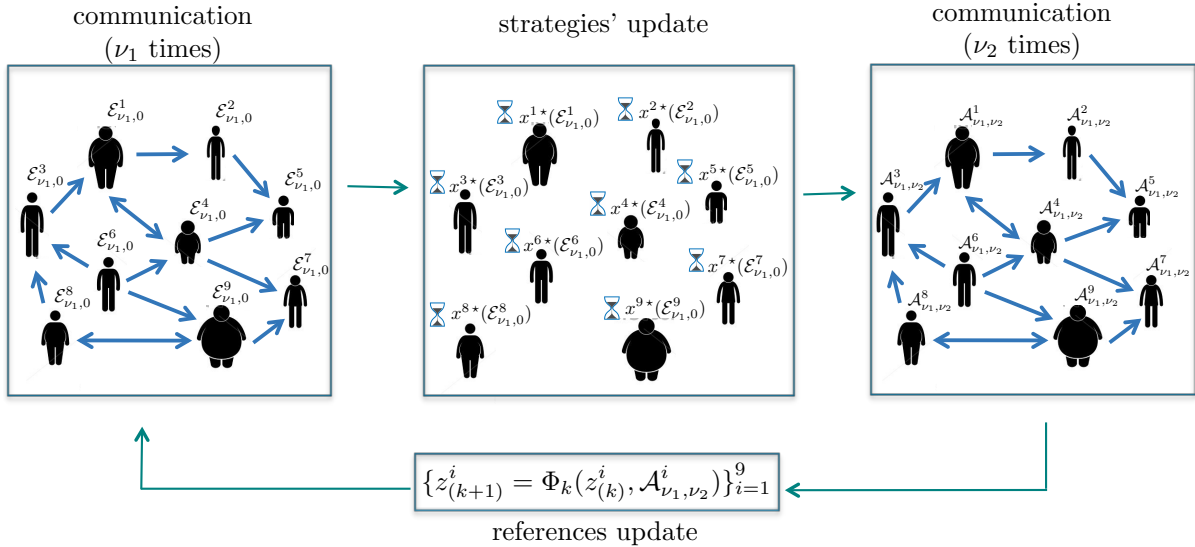 communication
(ν₁ times)
strategies' update
communication
(ν₂ times)
ℰ¹_{ν₁,0}
ℰ²_{ν₁,0}
ℰ³_{ν₁,0}
ℰ⁵_{ν₁,0}
ℰ⁴_{ν₁,0}
ℰ⁶_{ν₁,0}
ℰ⁷_{ν₁,0}
ℰ⁸_{ν₁,0}
ℰ⁹_{ν₁,0}
x^{1⋆}(ℰ¹_{ν₁,0})
x^{2⋆}(ℰ²_{ν₁,0})
x^{3⋆}(ℰ³_{ν₁,0})
x^{5⋆}(ℰ⁵_{ν₁,0})
x^{4⋆}(ℰ⁴_{ν₁,0})
x^{6⋆}(ℰ⁶_{ν₁,0})
x^{7⋆}(ℰ⁷_{ν₁,0})
x^{8⋆}(ℰ⁸_{ν₁,0})
x^{9⋆}(ℰ⁹_{ν₁,0})
𝒜¹_{ν₁,ν₂}
𝒜²_{ν₁,ν₂}
𝒜³_{ν₁,ν₂}
𝒜⁵_{ν₁,ν₂}
𝒜⁴_{ν₁,ν₂}
𝒜⁶_{ν₁,ν₂}
𝒜⁷_{ν₁,ν₂}
𝒜⁸_{ν₁,ν₂}
𝒜⁹_{ν₁,ν₂}
{z^i_{(k+1)} = Φ_k(z^i_{(k)}, 𝒜^i_{ν₁,ν₂})}^9_{i=1}
references update